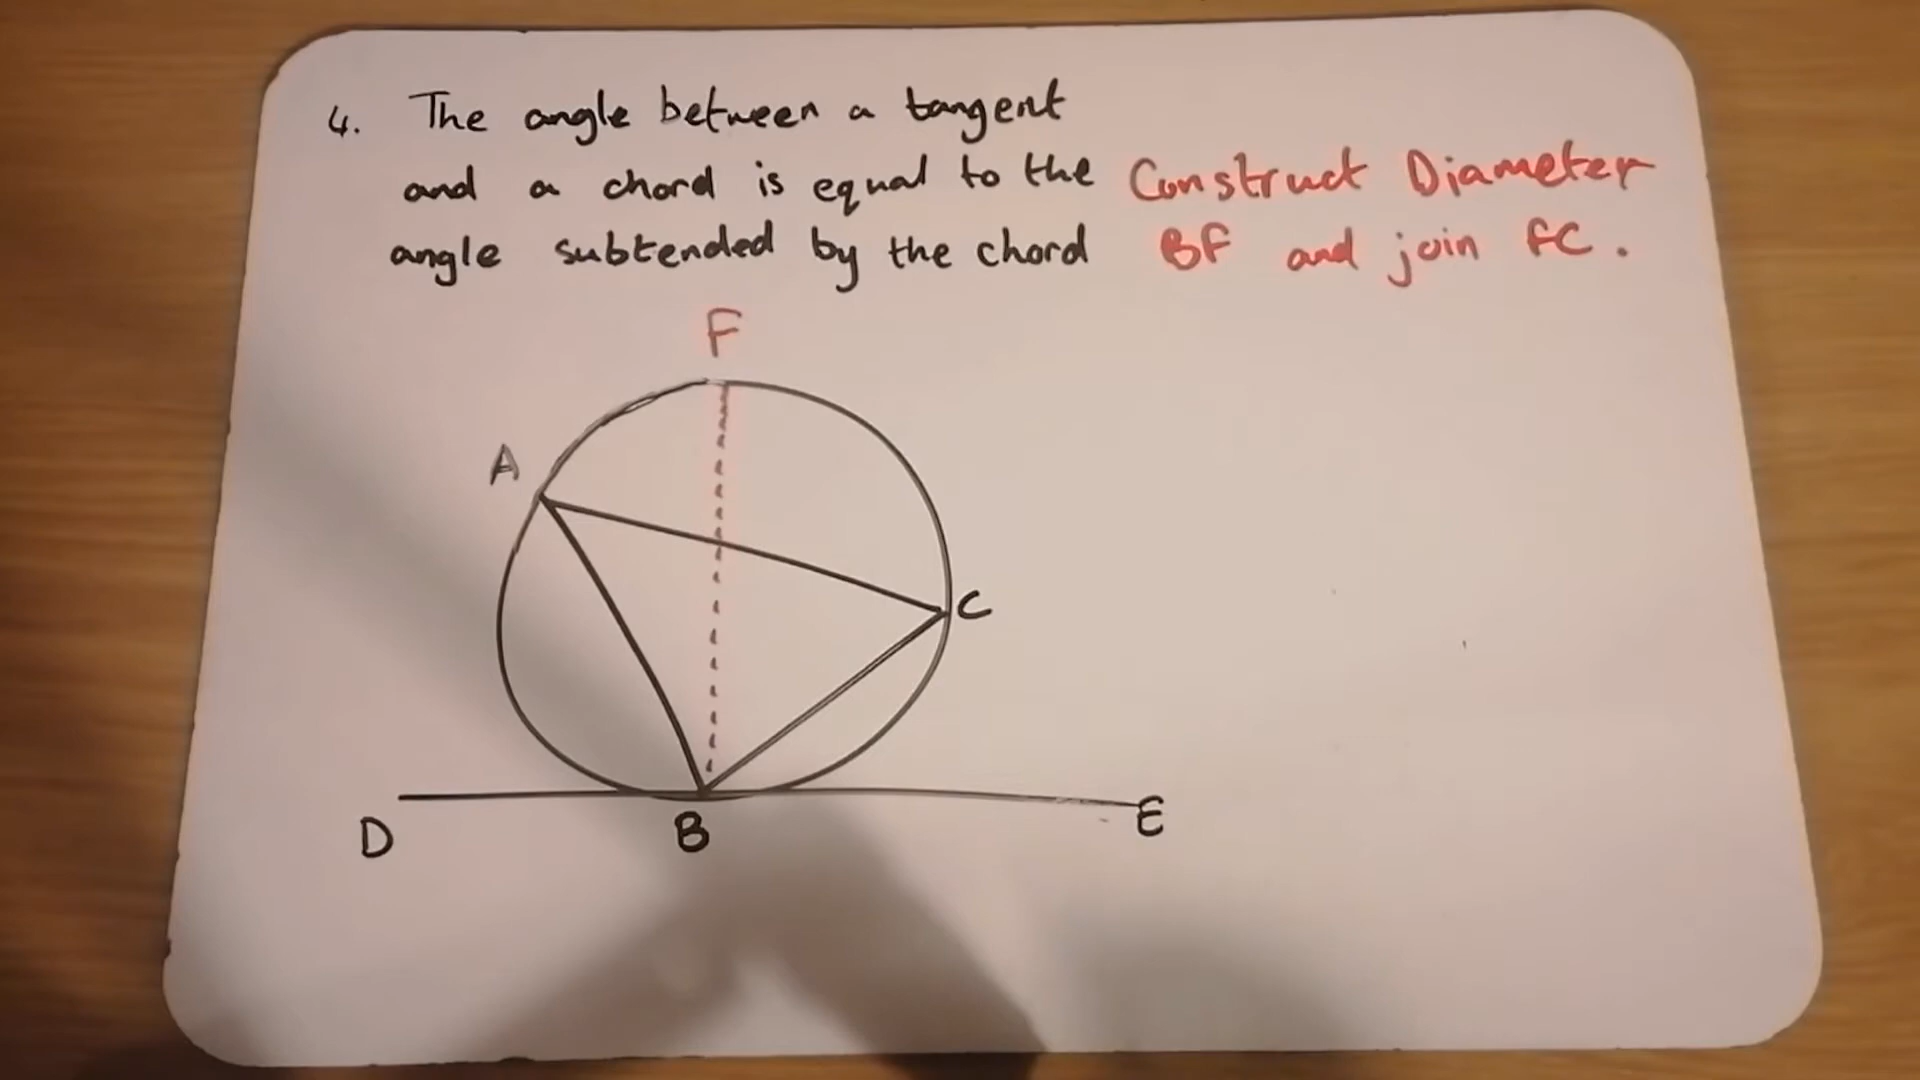 4. The angle between a tangent
and a chord is equal to the Construct Diameter
angle subtended by the chord BF and join FC.
F
A
C
D B E